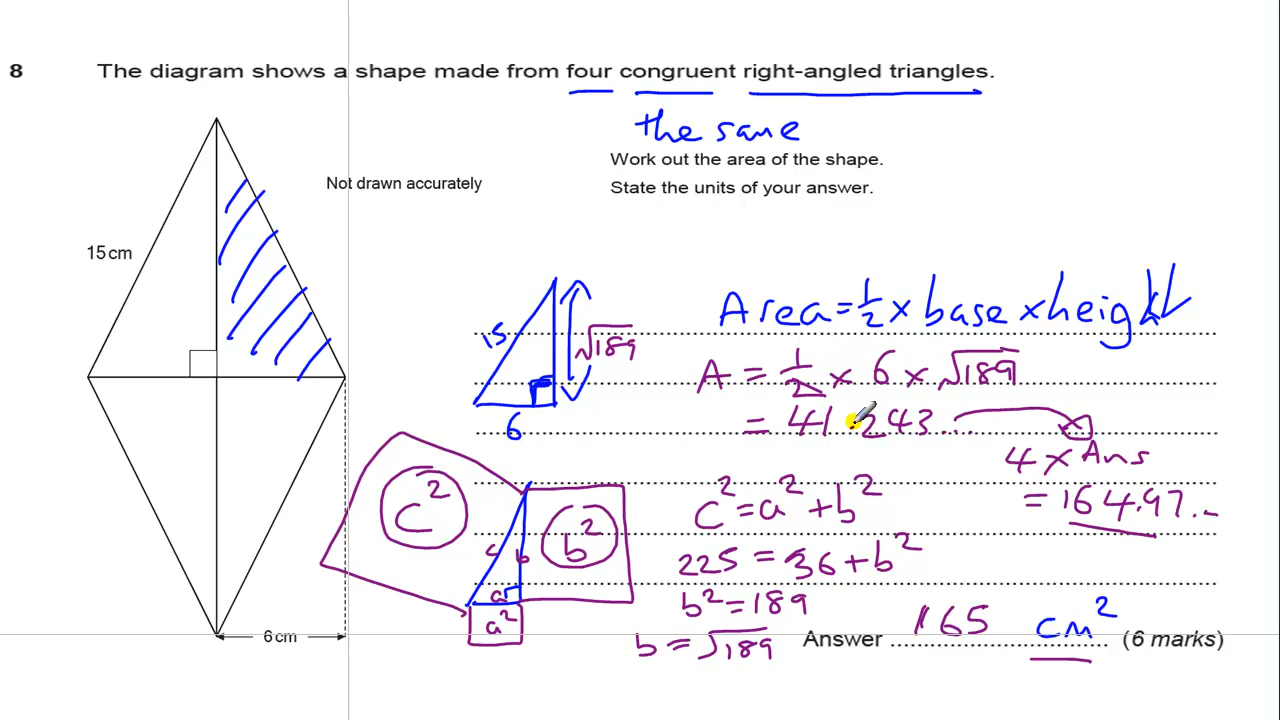 8 The diagram shows a shape made from four congruent right-angled triangles.
the same
Work out the area of the shape.
Not drawn accurately
State the units of your answer.
15 cm
6 cm
15
√189
6
Area = 1/2 × base × height
A = 1/2 × 6 × √189
= 41.243...
4 × Ans
= 164.97...
c²
b²
c
b
a
a²
c² = a² + b²
225 = 36 + b²
b² = 189
b = √189
Answer 165 cm² (6 marks)